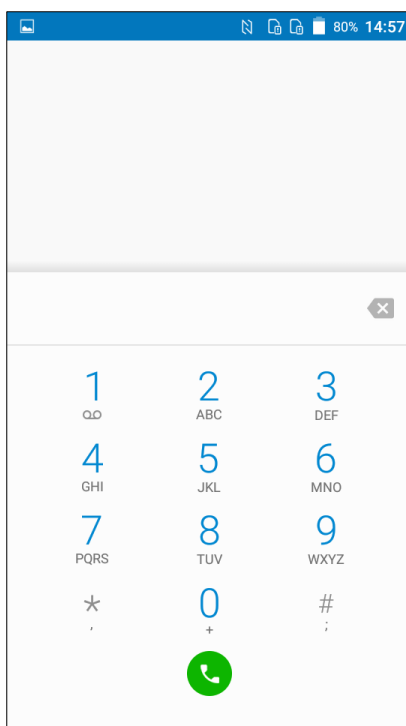 80% 14:57
1 2 3
ABC DEF
4 5 6
GHI JKL MNO
7 8 9
PQRS TUV WXYZ
* 0 #
, + ;